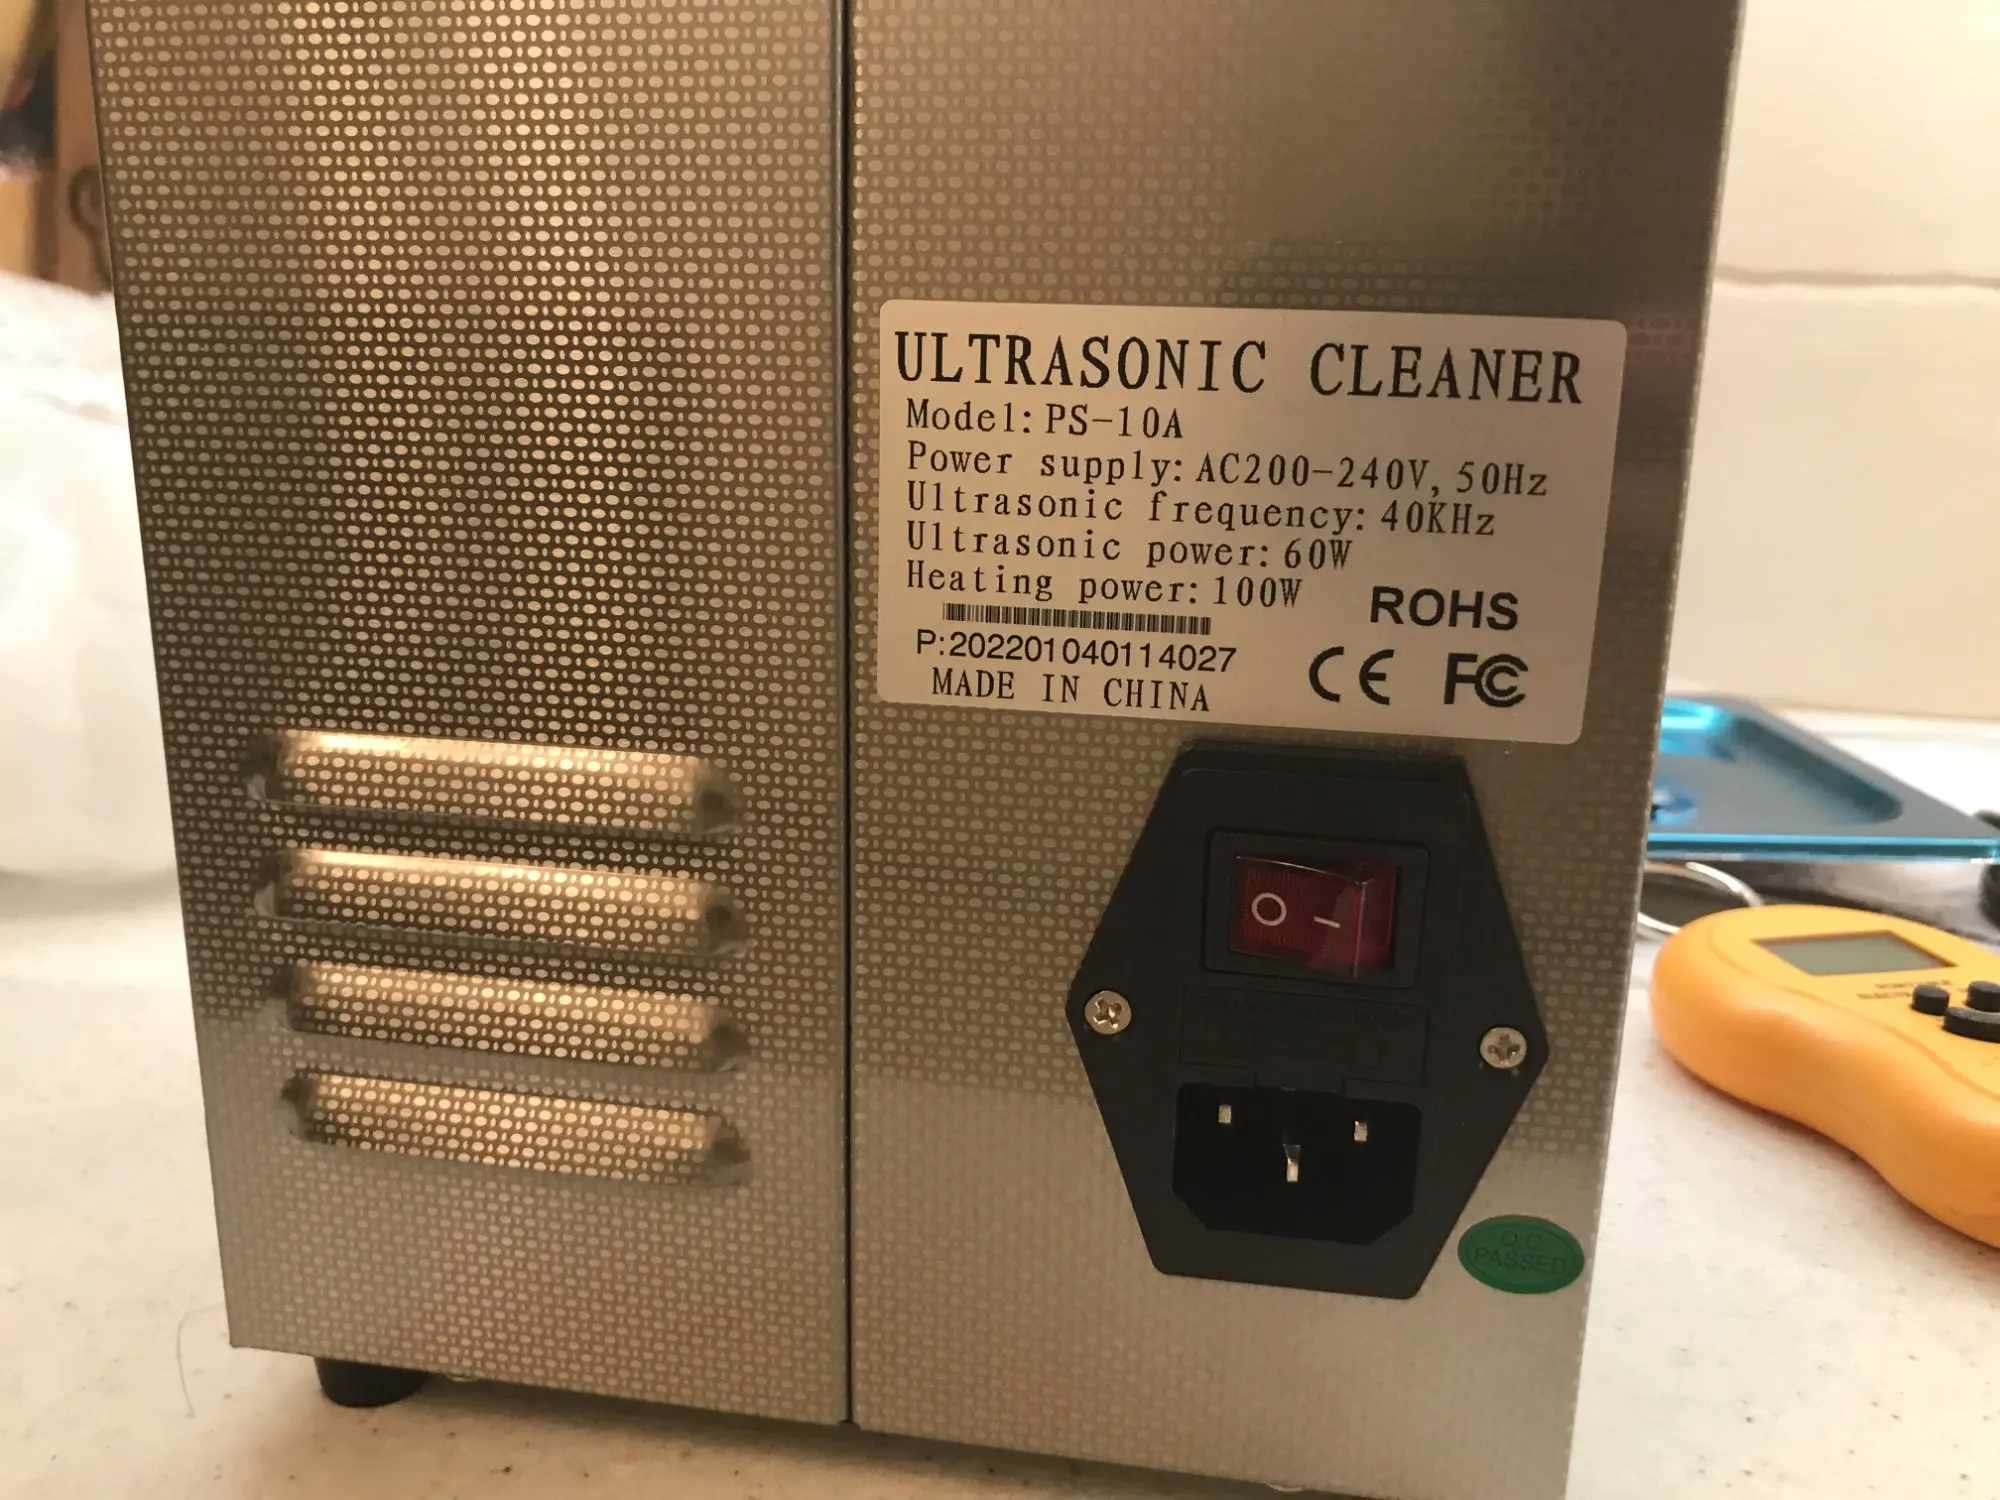 ULTRASONIC CLEANER
Model: PS-10A
Power supply: AC200-240V, 50Hz
Ultrasonic frequency: 40KHz
Ultrasonic power: 60W
Heating power: 100W
ROHS
P:202201040114027
MADE IN CHINA
CE FC
O –
Q.C.
PASSED